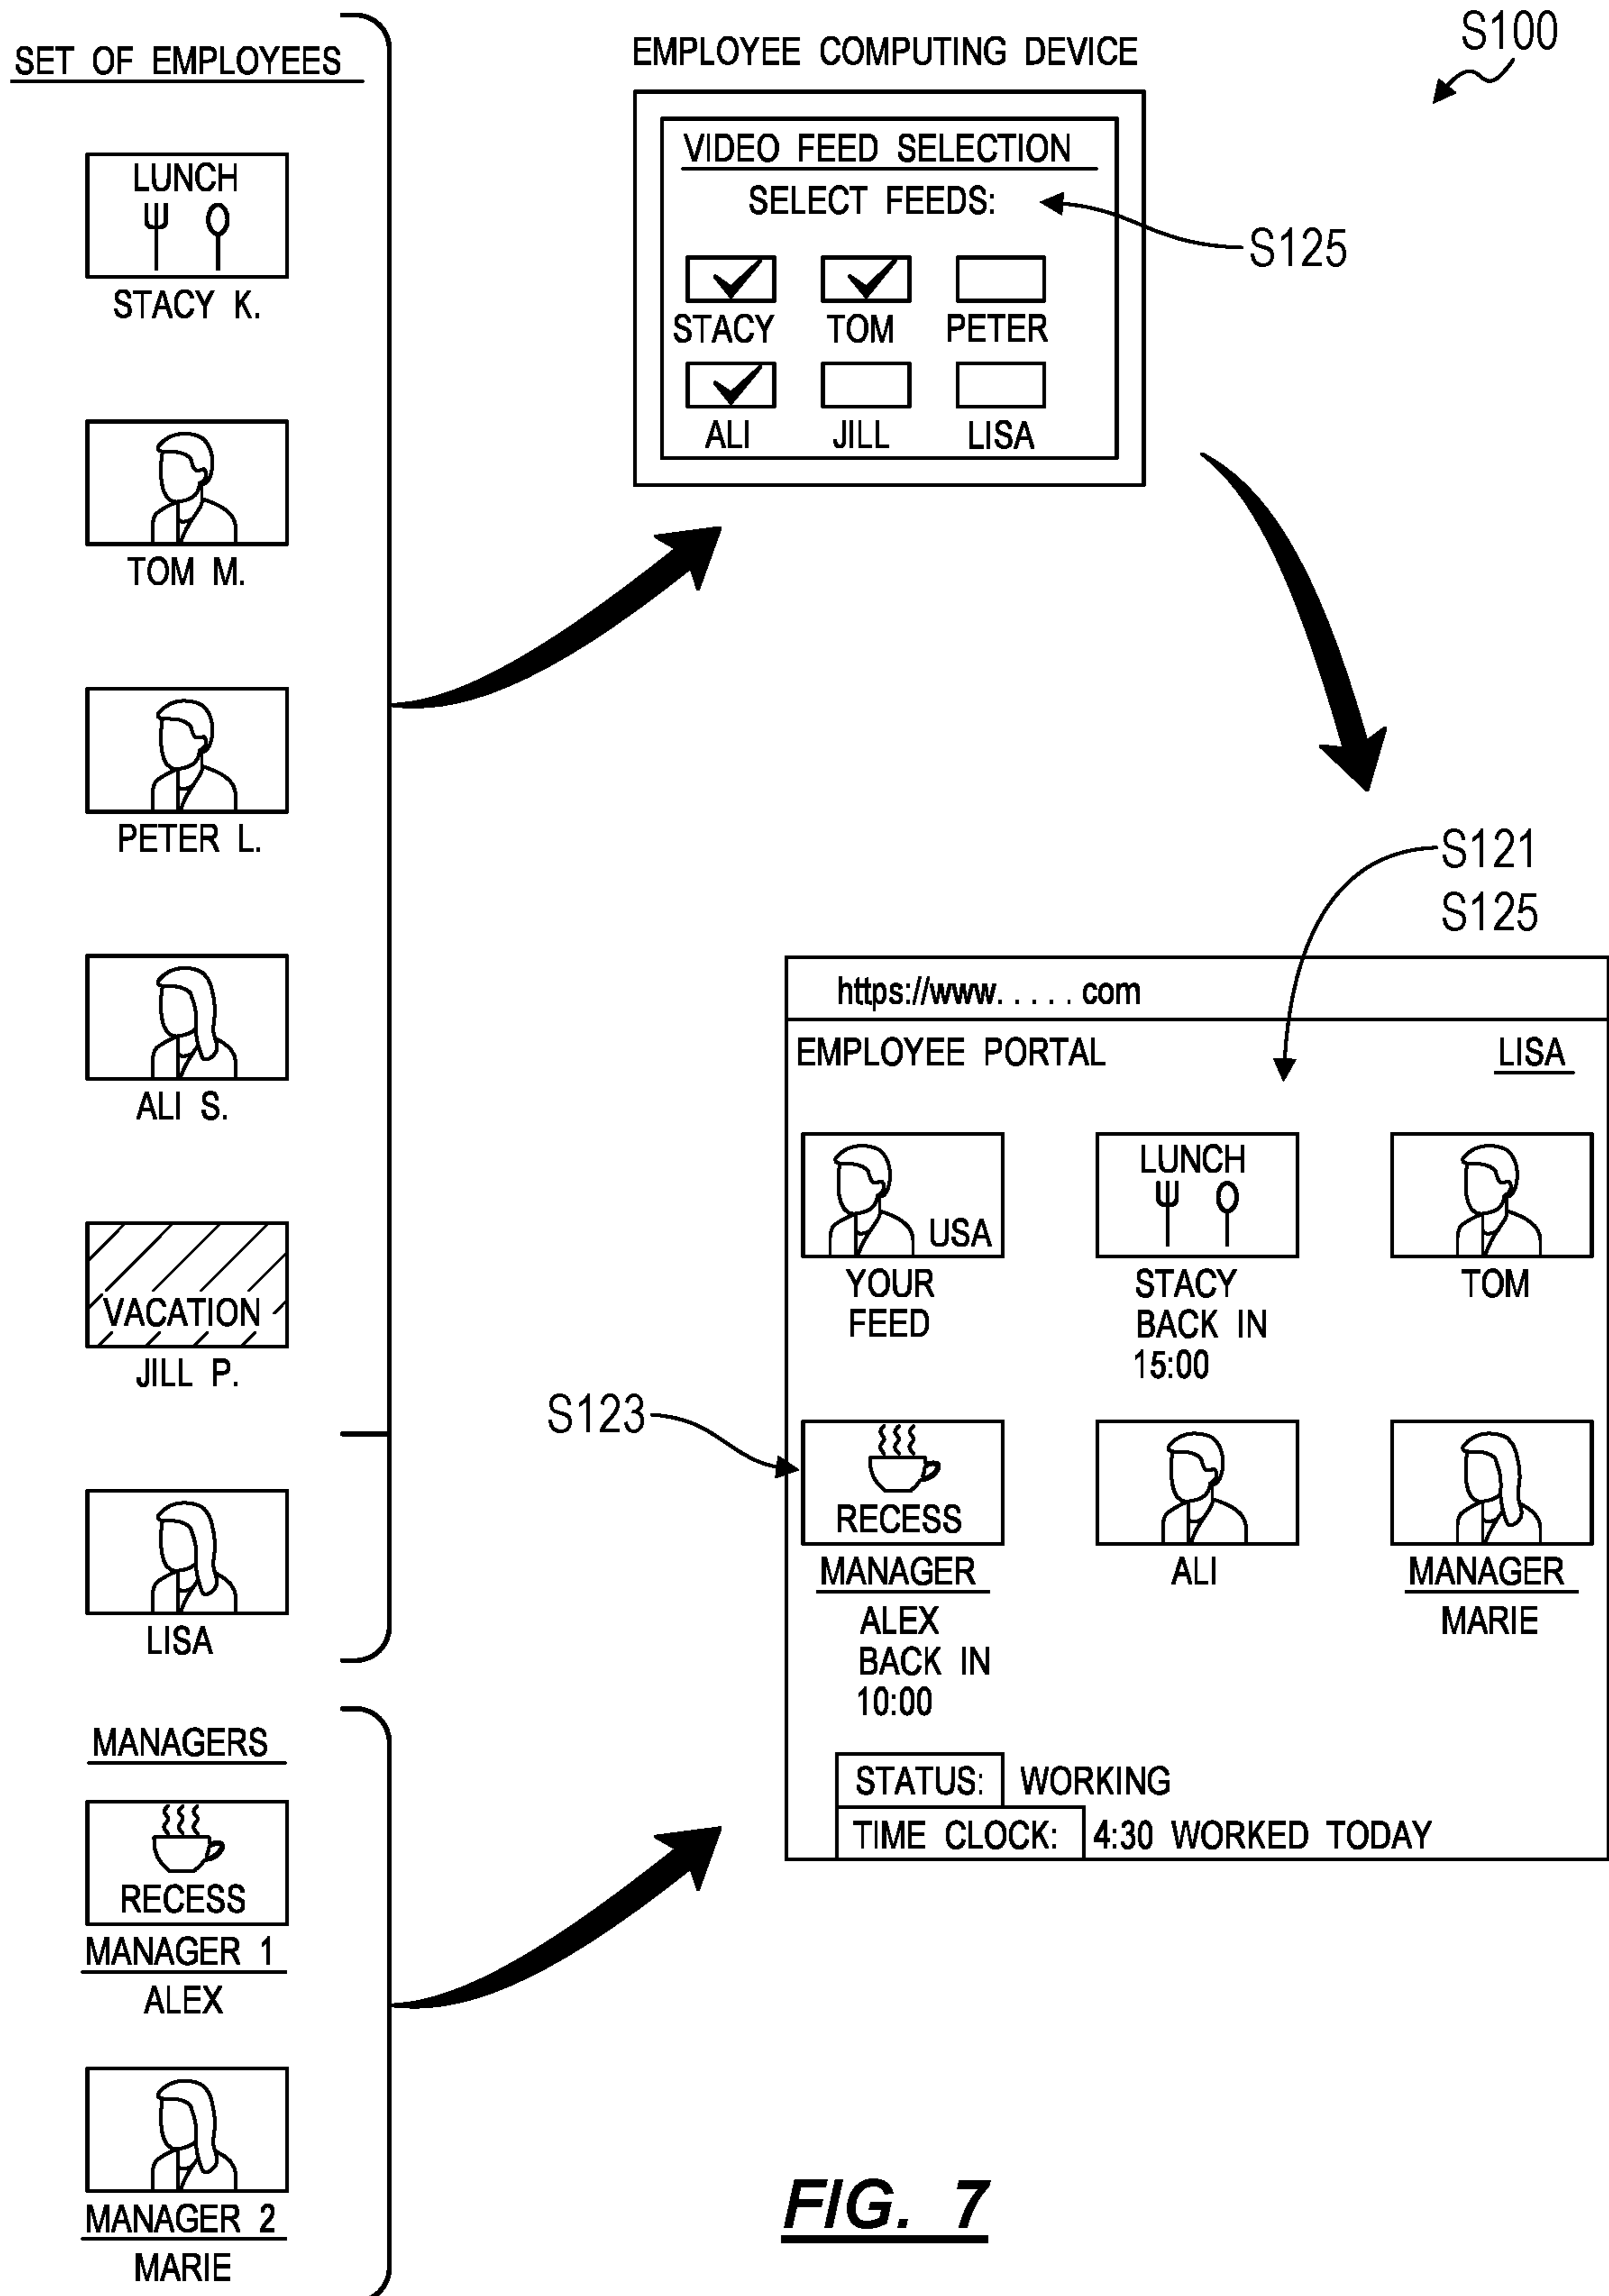 S100
SET OF EMPLOYEES
LUNCH
STACY K.
TOM M.
PETER L.
ALI S.
VACATION
JILL P.
LISA
MANAGERS
RECESS
MANAGER 1
ALEX
MANAGER 2
MARIE
EMPLOYEE COMPUTING DEVICE
VIDEO FEED SELECTION
SELECT FEEDS:
S125
STACY TOM PETER
ALI JILL LISA
S121
S125
https://www. . . . . com
EMPLOYEE PORTAL LISA
USA
YOUR
FEED
LUNCH
STACY
BACK IN
15:00
TOM
S123
RECESS
MANAGER
ALEX
BACK IN
10:00
ALI
MANAGER
MARIE
STATUS: WORKING
TIME CLOCK: 4:30 WORKED TODAY
FIG. 7